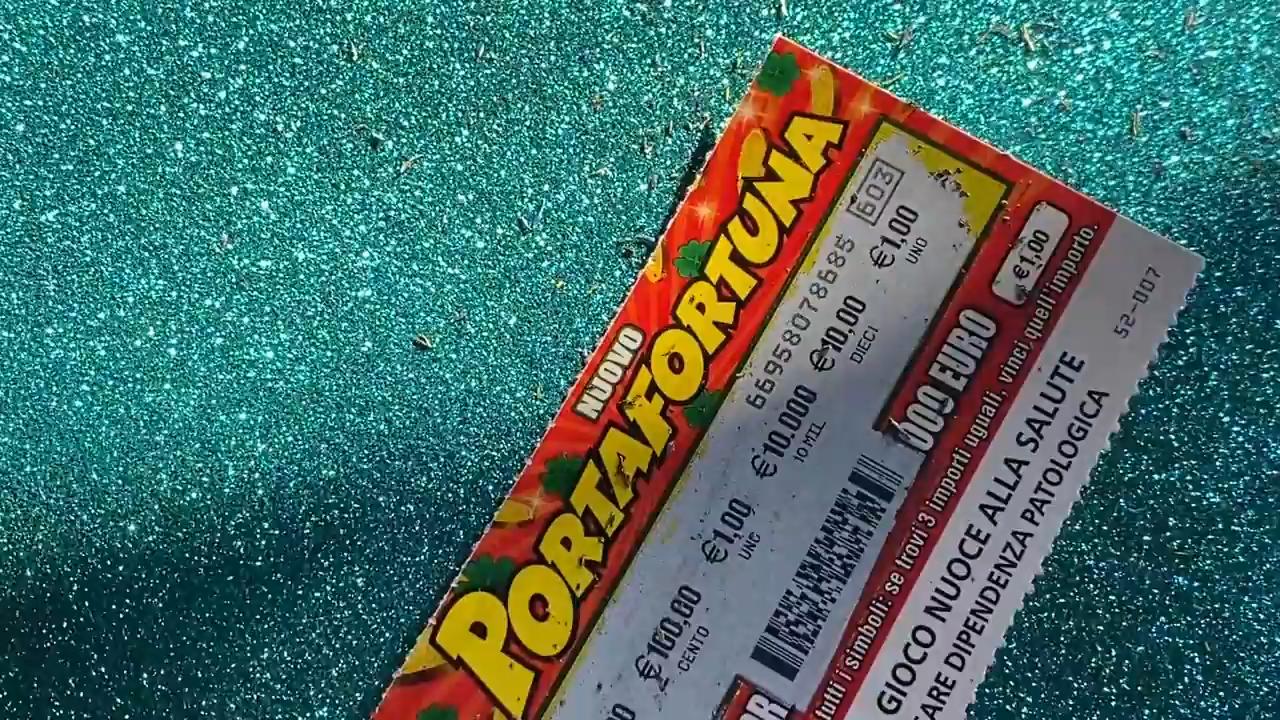 NUOVO
PORTAFORTUNA
603
66958078685
€100,00 €1,00 €10.000 €10,00 €1,00
CENTO UNO 10 MIL DIECI UNO
000 EURO
€1,00
tutti i simboli: se trovi 3 importi uguali, vinci quell'importo.
52-007
GIOCO NUOCE ALLA SALUTE
ARE DIPENDENZA PATOLOGICA